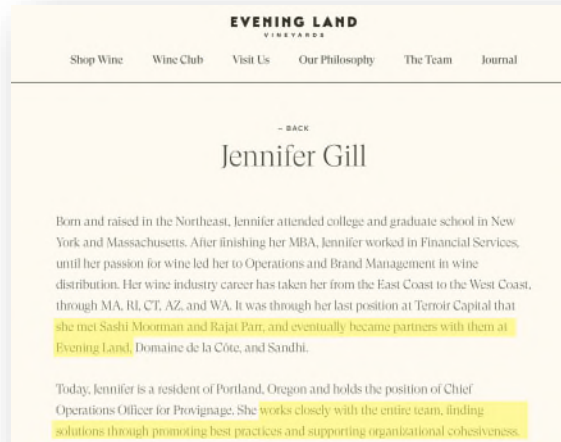 EVENING LAND
VINEYARDS
Shop Wine Wine Club Visit Us Our Philosophy The Team Journal
– BACK
Jennifer Gill
Born and raised in the Northeast, Jennifer attended college and graduate school in New
York and Massachusetts. After finishing her MBA, Jennifer worked in Financial Services,
until her passion for wine led her to Operations and Brand Management in wine
distribution. Her wine industry career has taken her from the East Coast to the West Coast,
through MA, RI, CT, AZ, and WA. It was through her last position at Terroir Capital that
she met Sashi Moorman and Rajat Parr, and eventually became partners with them at
Evening Land, Domaine de la Côte, and Sandhi.
Today, Jennifer is a resident of Portland, Oregon and holds the position of Chief
Operations Officer for Provignage. She works closely with the entire team, finding
solutions through promoting best practices and supporting organizational cohesiveness.